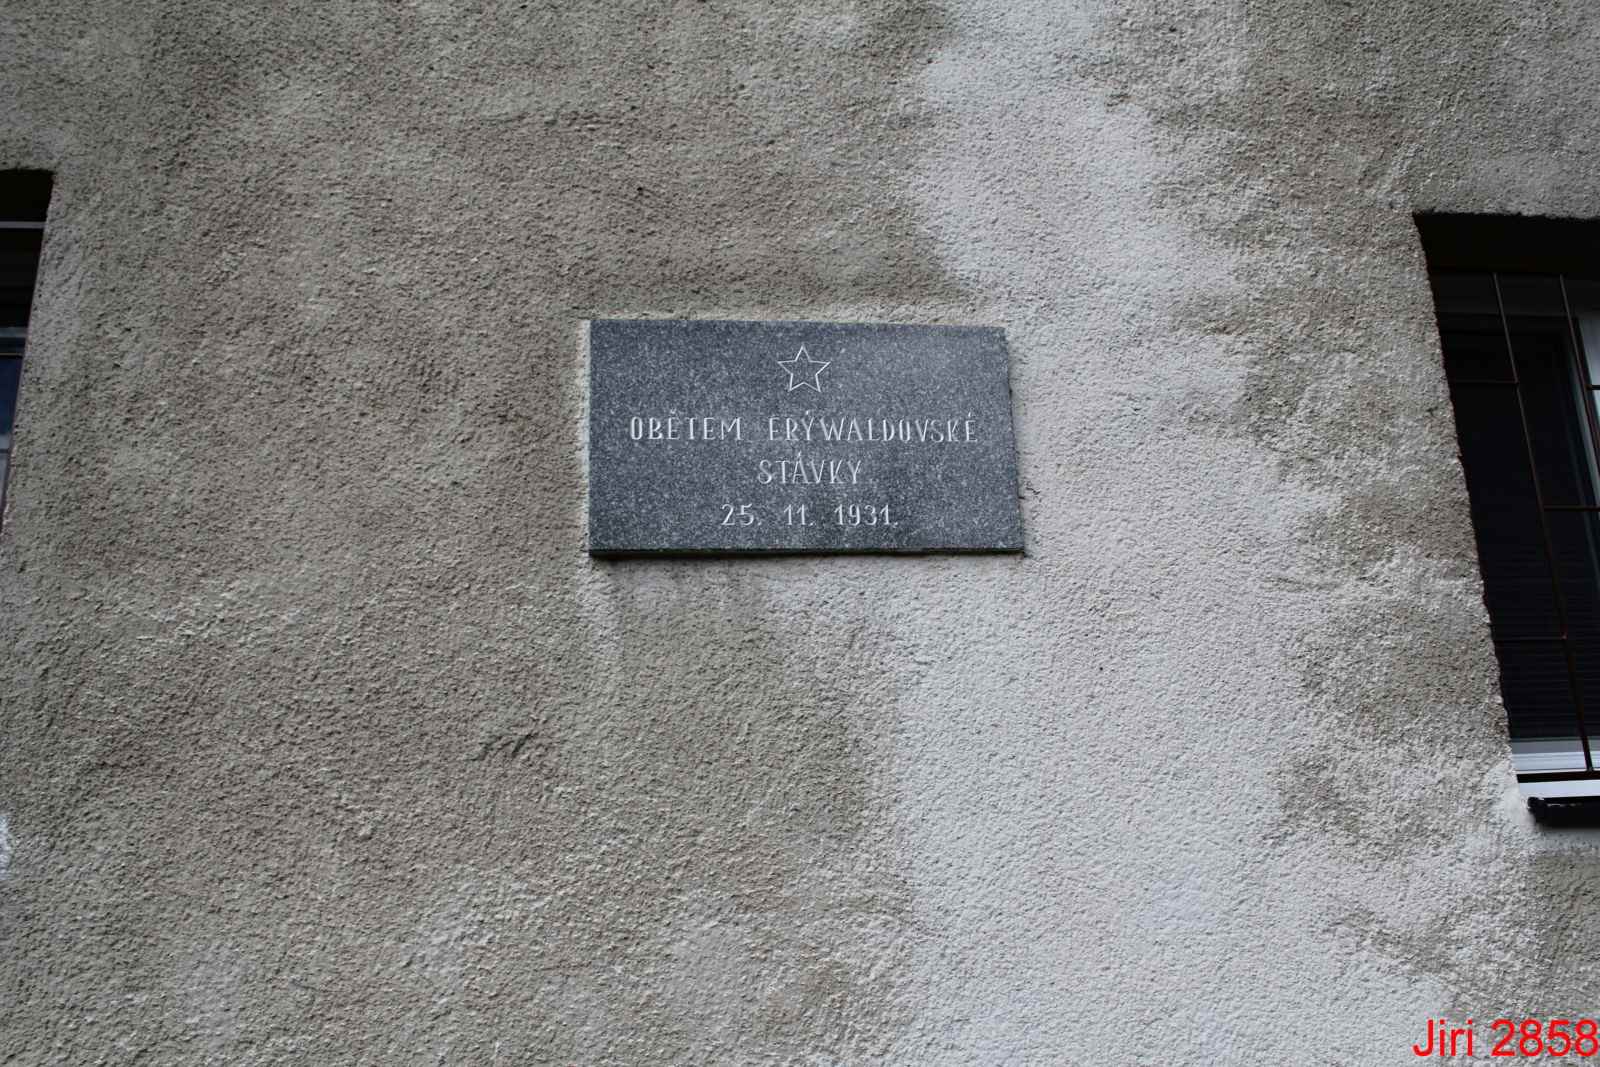 OBĚTEM FRÝWALDOVSKÉ
STÁVKY
25. 11. 1931.
Jiri 2858